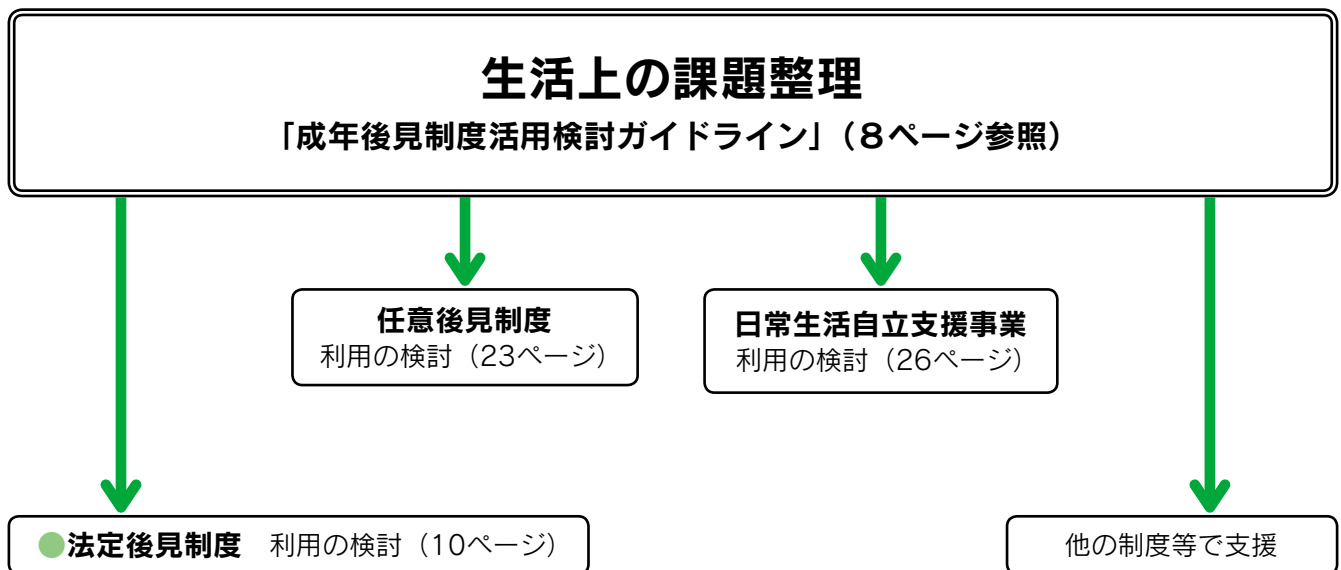 生活上の課題整理
「成年後見制度活用検討ガイドライン」（８ページ参照）
任意後見制度
利用の検討（23ページ）
日常生活自立支援事業
利用の検討（26ページ）
●法定後見制度　利用の検討（10ページ）
他の制度等で支援